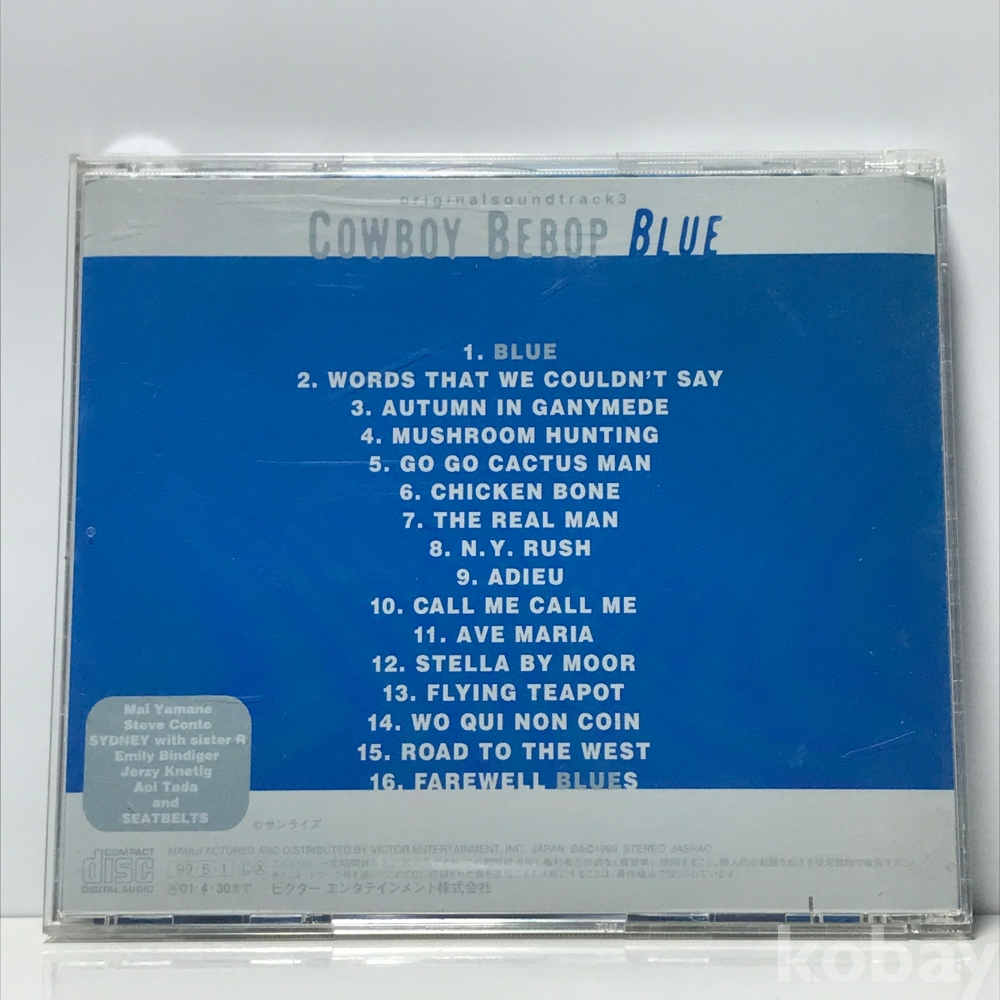 originalsoundtrack3
COWBOY BEBOP BLUE
1. BLUE
2. WORDS THAT WE COULDN'T SAY
3. AUTUMN IN GANYMEDE
4. MUSHROOM HUNTING
5. GO GO CACTUS MAN
6. CHICKEN BONE
7. THE REAL MAN
8. N.Y. RUSH
9. ADIEU
10. CALL ME CALL ME
11. AVE MARIA
12. STELLA BY MOOR
13. FLYING TEAPOT
14. WO QUI NON COIN
15. ROAD TO THE WEST
16. FAREWELL BLUES
Mai Yamane
Steve Conte
SYDNEY with sister R
Emily Bindiger
Jerzy Knetig
Aoi Tada
and
SEATBELTS
©サンライズ
COMPACT
disc
DIGITAL AUDIO
MANUFACTURED AND DISTRIBUTED BY VICTOR ENTERTAINMENT, INC. JAPAN ℗&©1999 STEREO JASRAC
(99·5·1)
01·4·30まで
ビクター エンタテインメント株式会社
kobay